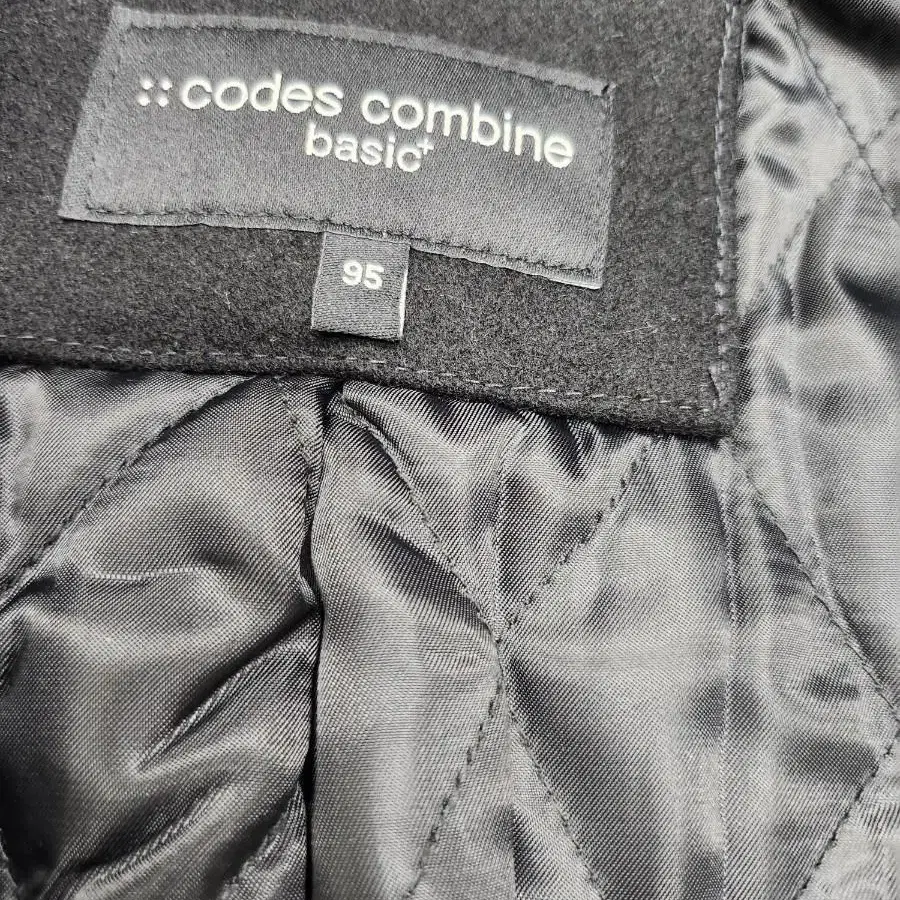 ::codes combine
basic+
95